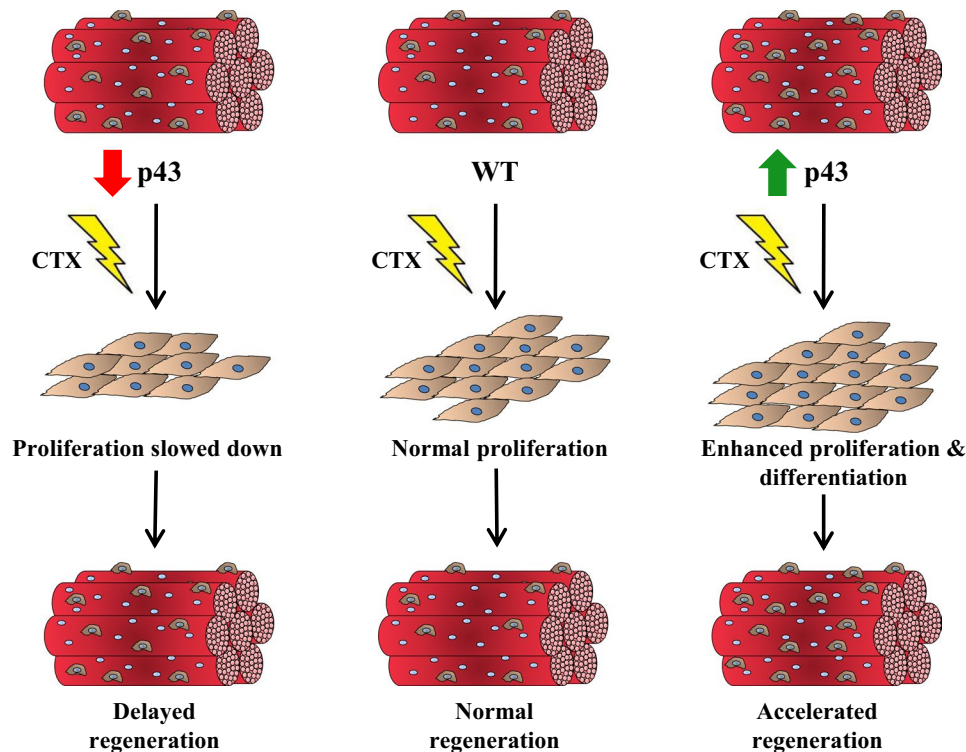 p43
WT
p43
CTX
CTX
CTX
Proliferation slowed down
Normal proliferation
Enhanced proliferation &
differentiation
Delayed
regeneration
Normal
regeneration
Accelerated
regeneration